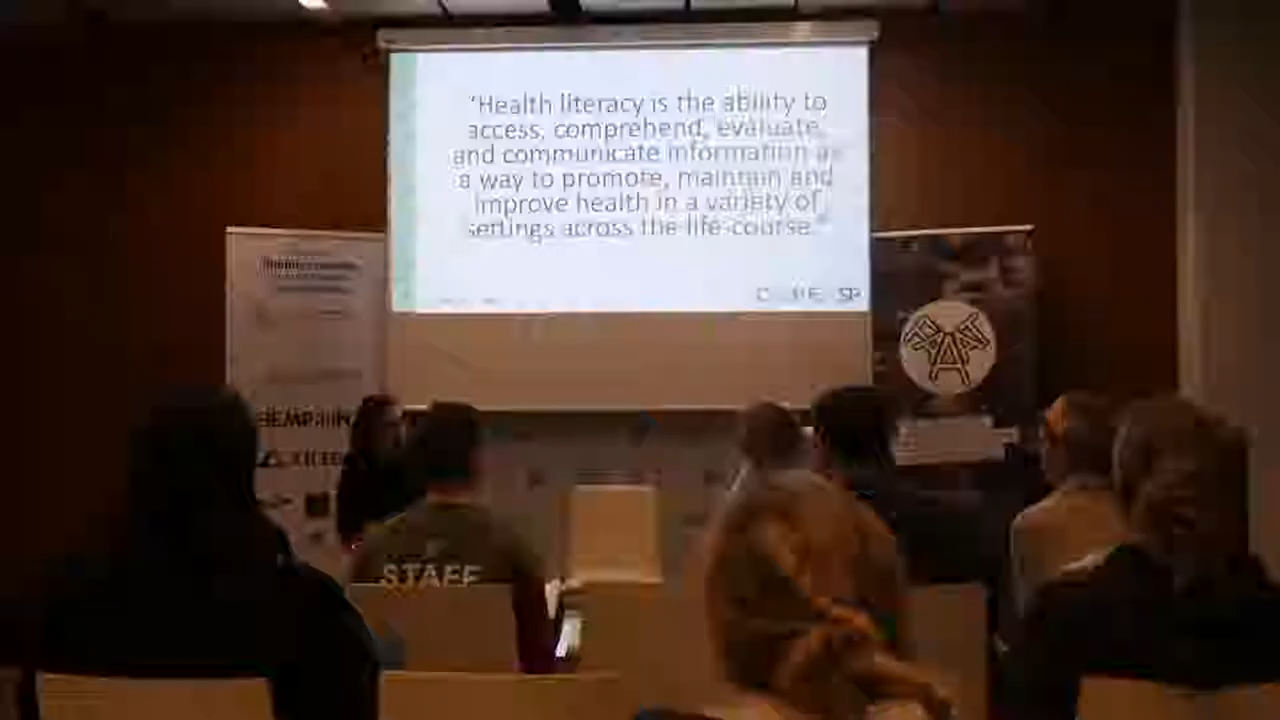 "Health literacy is the ability to
access, comprehend, evaluate,
and communicate information as
a way to promote, maintain and
improve health in a variety of
settings across the life-course."
STAFF